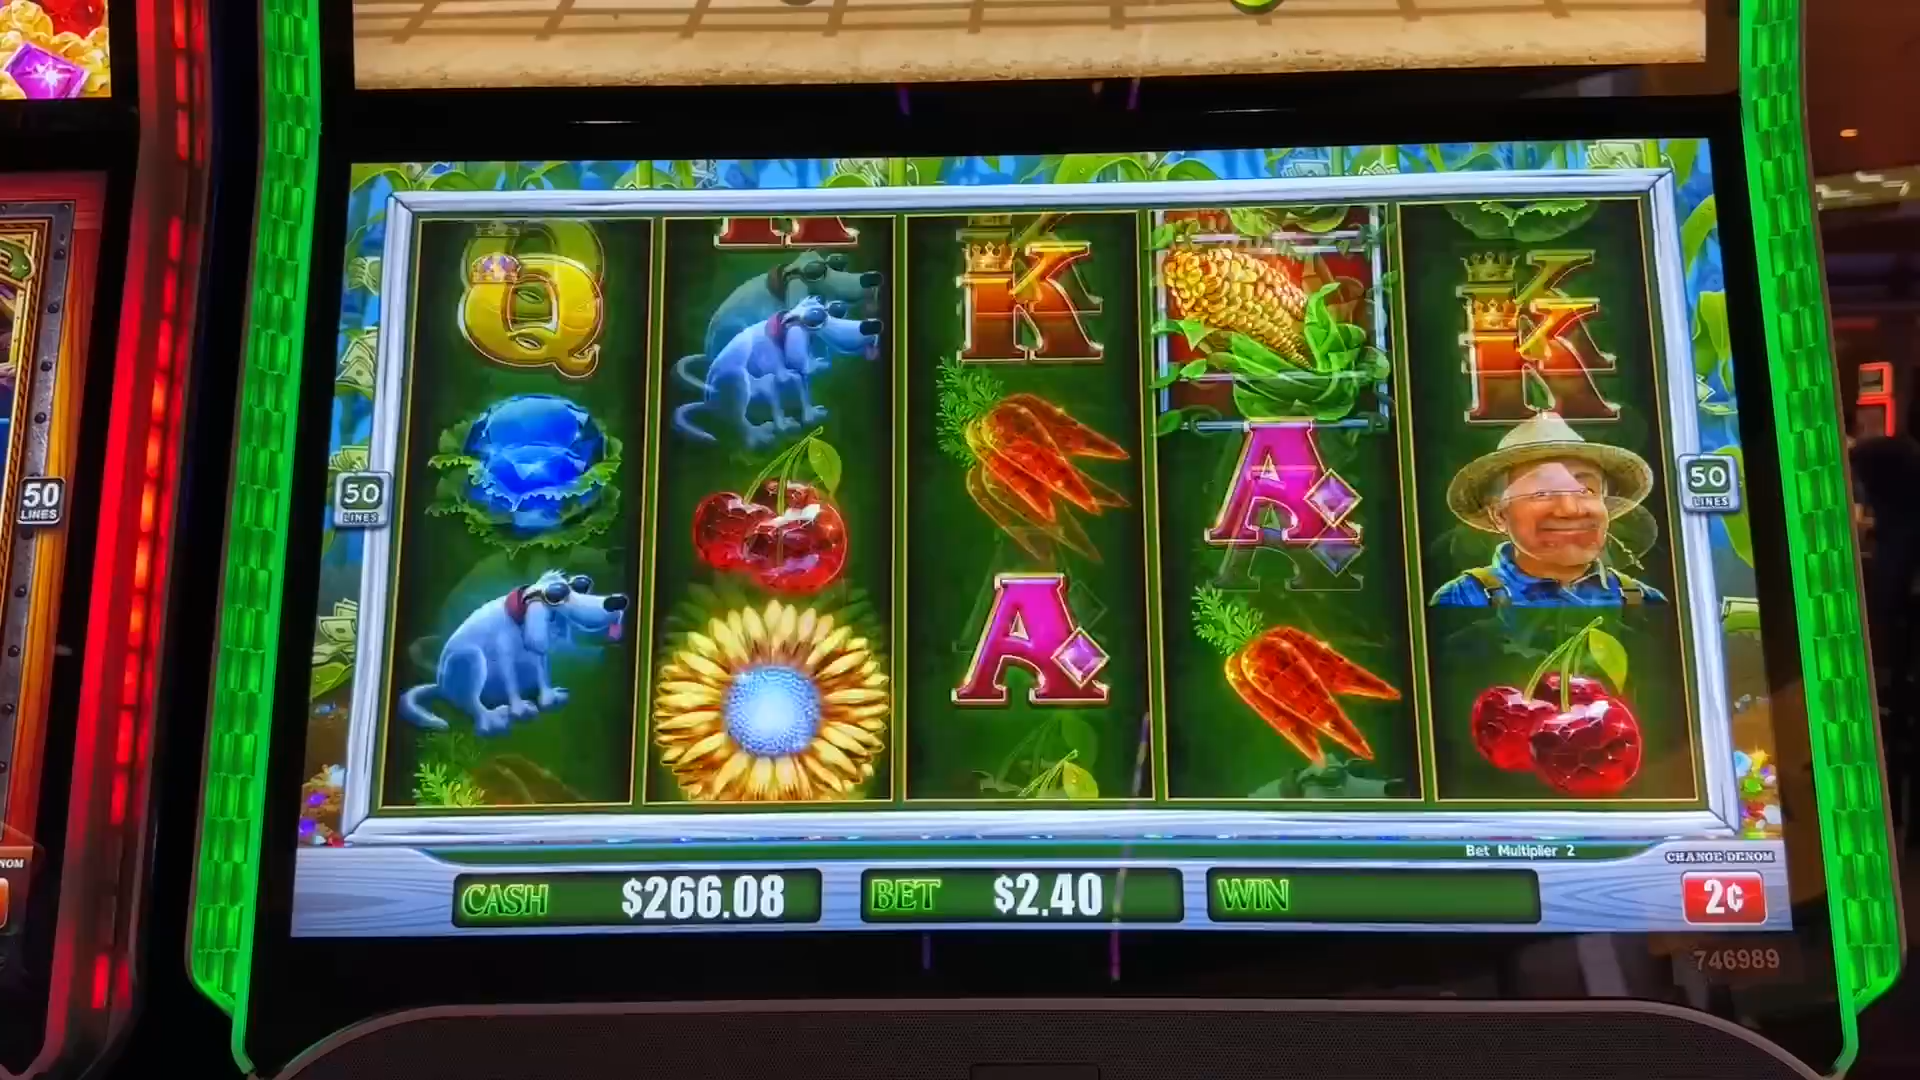 Q
K
K
A
A
50
LINES
50
LINES
50
LINES
Bet Multiplier 2
CHANGE DENOM
CASH $266.08
BET $2.40
WIN
2¢
746989